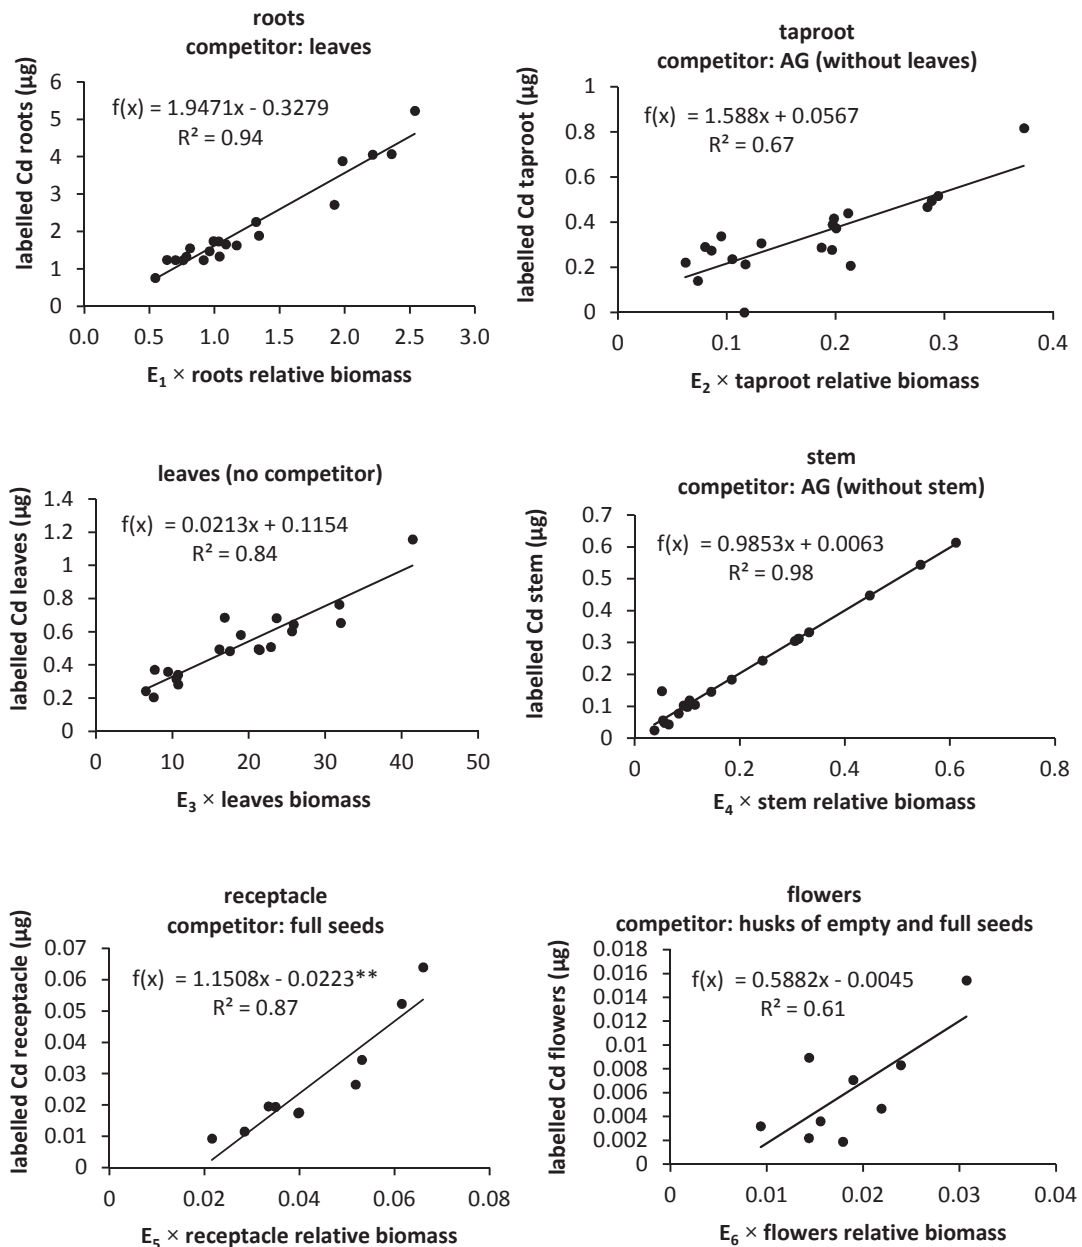 roots
competitor: leaves
labelled Cd roots (µg)
6
5
4
3
2
1
0
f(x) = 1.9471x - 0.3279
R² = 0.94
0.0 0.5 1.0 1.5 2.0 2.5 3.0
E₁ × roots relative biomass
taproot
competitor: AG (without leaves)
labelled Cd taproot (µg)
1
0.8
0.6
0.4
0.2
0
f(x) = 1.588x + 0.0567
R² = 0.67
0 0.1 0.2 0.3 0.4
E₂ × taproot relative biomass
leaves (no competitor)
labelled Cd leaves (µg)
1.4
1.2
1
0.8
0.6
0.4
0.2
0
f(x) = 0.0213x + 0.1154
R² = 0.84
0 10 20 30 40 50
E₃ × leaves biomass
stem
competitor: AG (without stem)
labelled Cd stem (µg)
0.7
0.6
0.5
0.4
0.3
0.2
0.1
0
f(x) = 0.9853x + 0.0063
R² = 0.98
0 0.2 0.4 0.6 0.8
E₄ × stem relative biomass
receptacle
competitor: full seeds
labelled Cd receptacle (µg)
0.07
0.06
0.05
0.04
0.03
0.02
0.01
0
f(x) = 1.1508x - 0.0223**
R² = 0.87
0 0.02 0.04 0.06 0.08
E₅ × receptacle relative biomass
flowers
competitor: husks of empty and full seeds
labelled Cd flowers (µg)
0.018
0.016
0.014
0.012
0.01
0.008
0.006
0.004
0.002
0
f(x) = 0.5882x - 0.0045
R² = 0.61
0 0.01 0.02 0.03 0.04
E₆ × flowers relative biomass